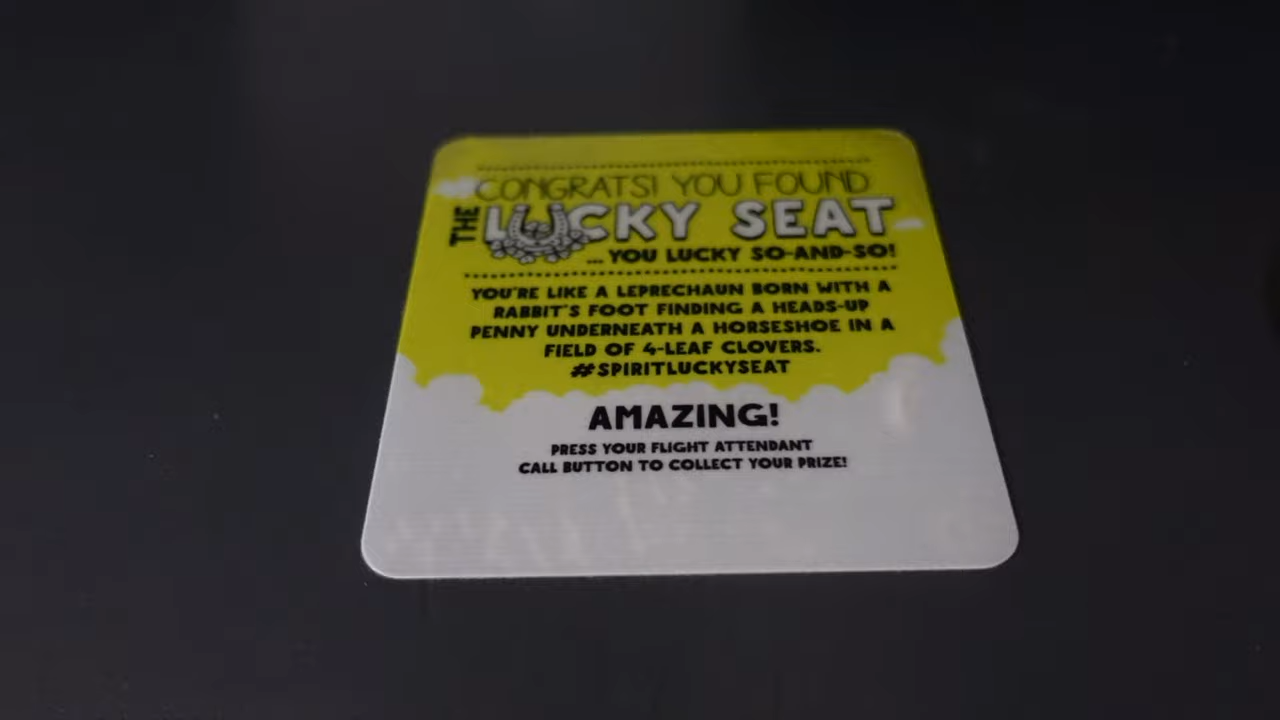 CONGRATS! YOU FOUND
THE LUCKY SEAT
... YOU LUCKY SO-AND-SO!
YOU'RE LIKE A LEPRECHAUN BORN WITH A
RABBIT'S FOOT FINDING A HEADS-UP
PENNY UNDERNEATH A HORSESHOE IN A
FIELD OF 4-LEAF CLOVERS.
#SPIRITLUCKYSEAT
AMAZING!
PRESS YOUR FLIGHT ATTENDANT
CALL BUTTON TO COLLECT YOUR PRIZE!